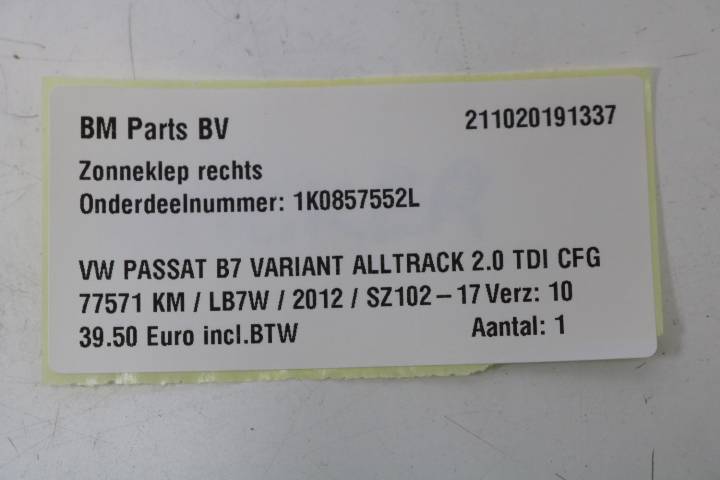 BM Parts BV 211020191337
Zonneklep rechts
Onderdeelnummer: 1K0857552L
VW PASSAT B7 VARIANT ALLTRACK 2.0 TDI CFG
77571 KM / LB7W / 2012 / SZ102-17 Verz: 10
39.50 Euro incl.BTW Aantal: 1